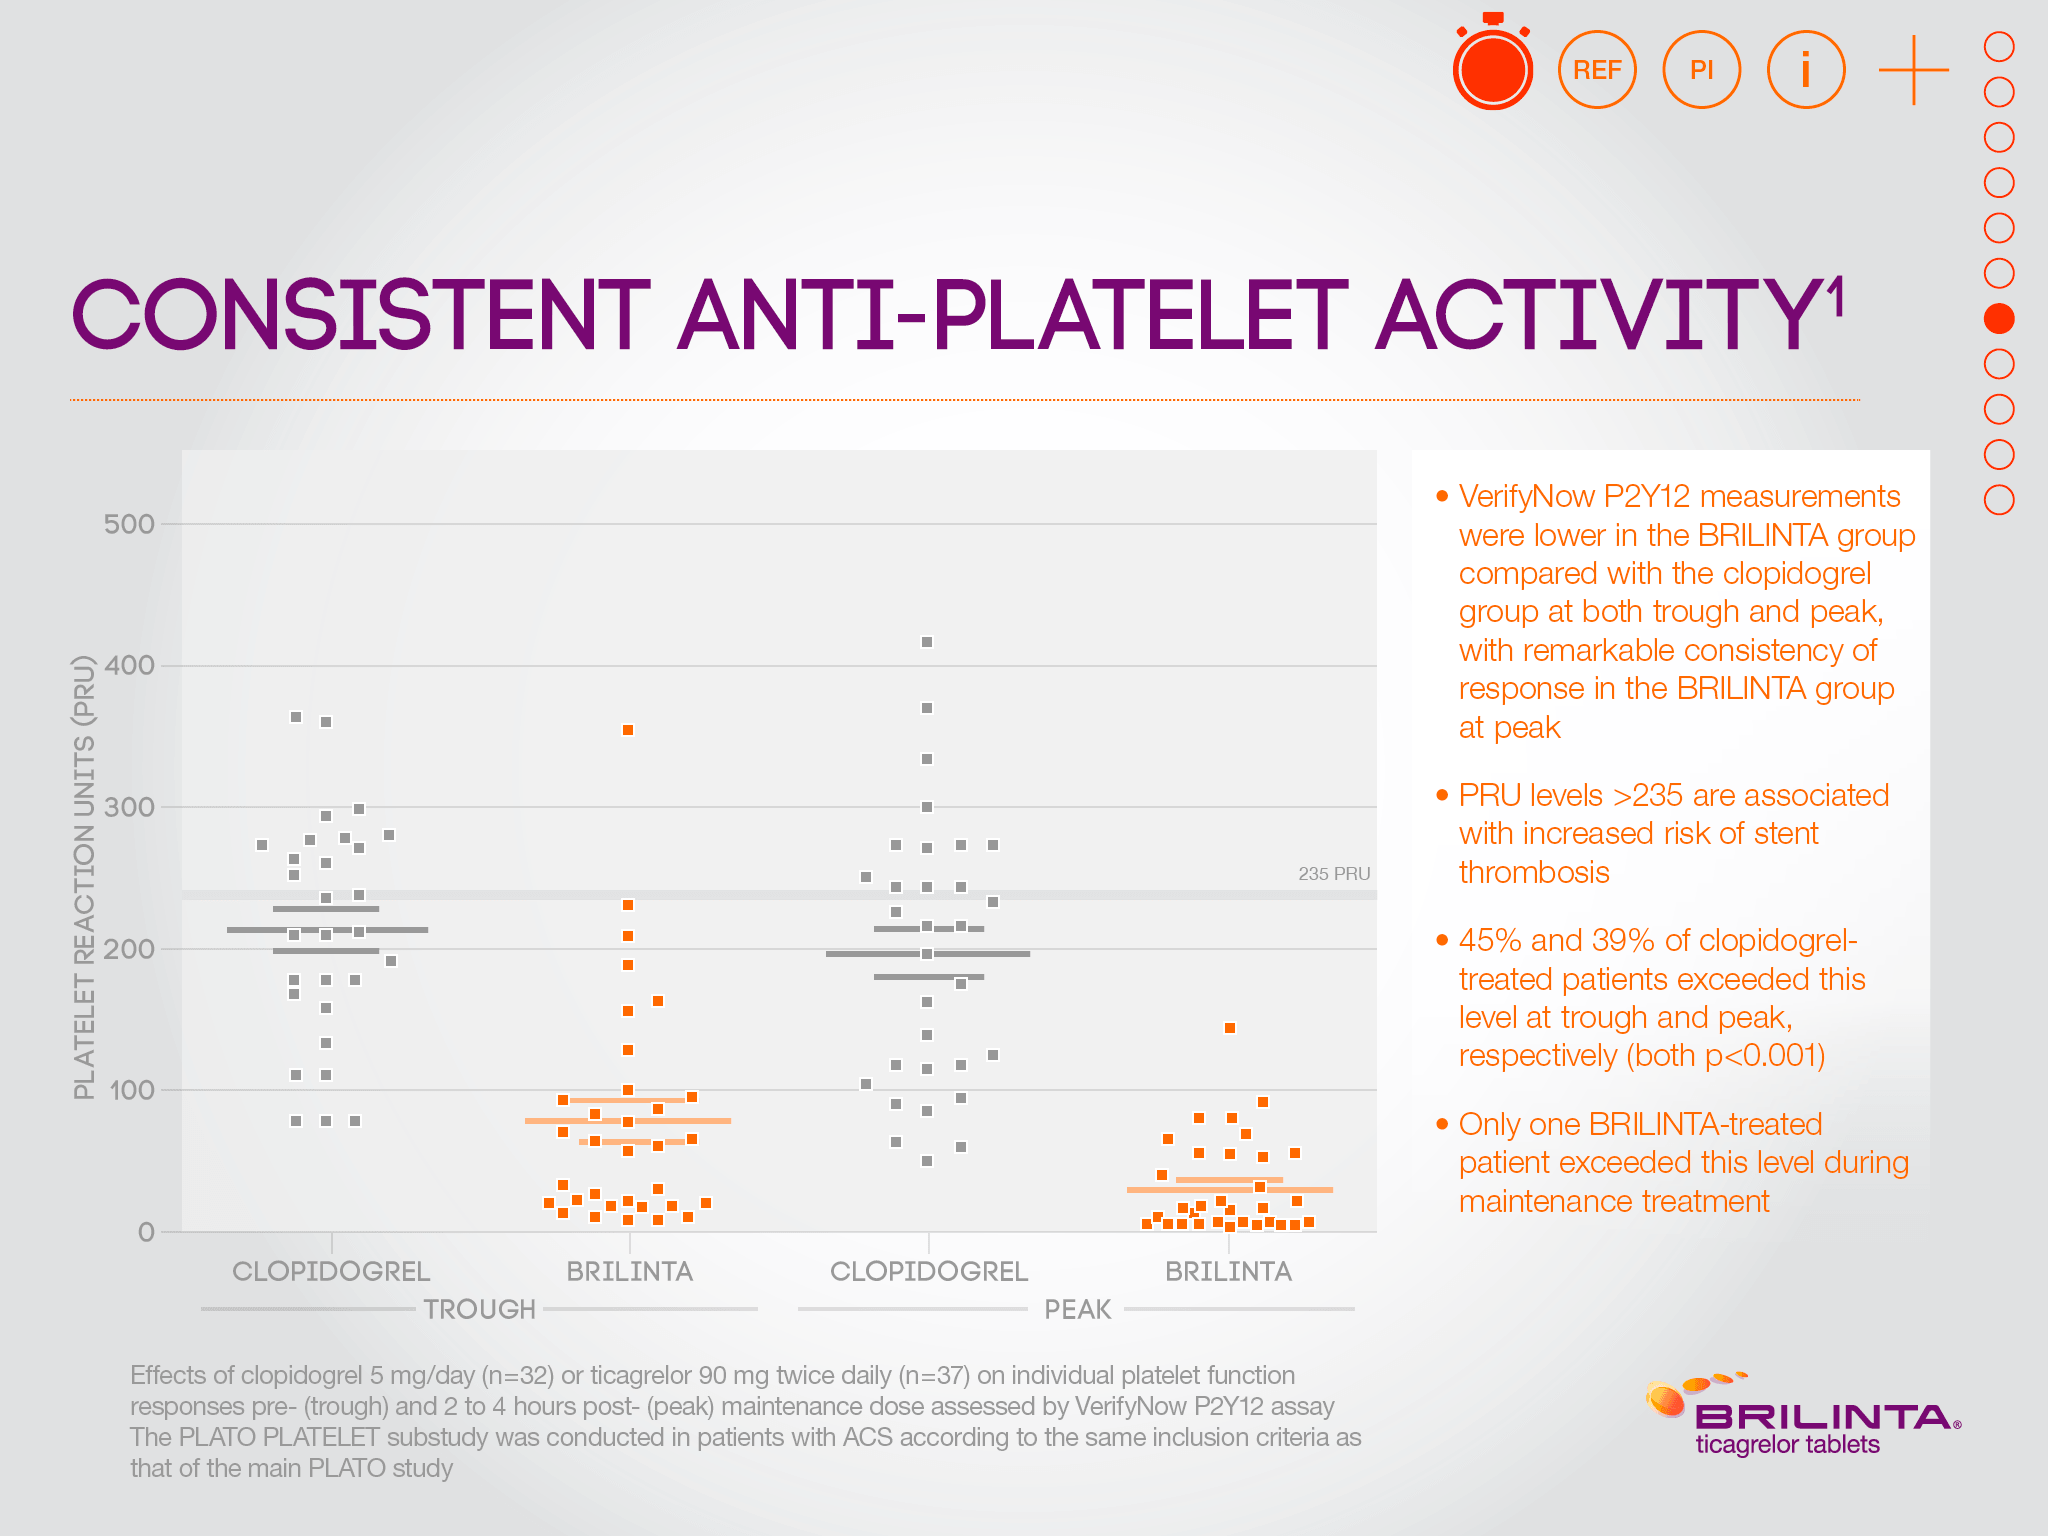 REF PI i
CONSISTENT ANTI-PLATELET ACTIVITY¹
PLATELET REACTION UNITS (PRU)
500
400
300
200
100
0
235 PRU
CLOPIDOGREL BRILINTA CLOPIDOGREL BRILINTA
TROUGH PEAK
• VerifyNow P2Y12 measurements
were lower in the BRILINTA group
compared with the clopidogrel
group at both trough and peak,
with remarkable consistency of
response in the BRILINTA group
at peak
• PRU levels >235 are associated
with increased risk of stent
thrombosis
• 45% and 39% of clopidogrel-
treated patients exceeded this
level at trough and peak,
respectively (both p<0.001)
• Only one BRILINTA-treated
patient exceeded this level during
maintenance treatment
Effects of clopidogrel 5 mg/day (n=32) or ticagrelor 90 mg twice daily (n=37) on individual platelet function
responses pre- (trough) and 2 to 4 hours post- (peak) maintenance dose assessed by VerifyNow P2Y12 assay
The PLATO PLATELET substudy was conducted in patients with ACS according to the same inclusion criteria as
that of the main PLATO study
BRILINTA®
ticagrelor tablets